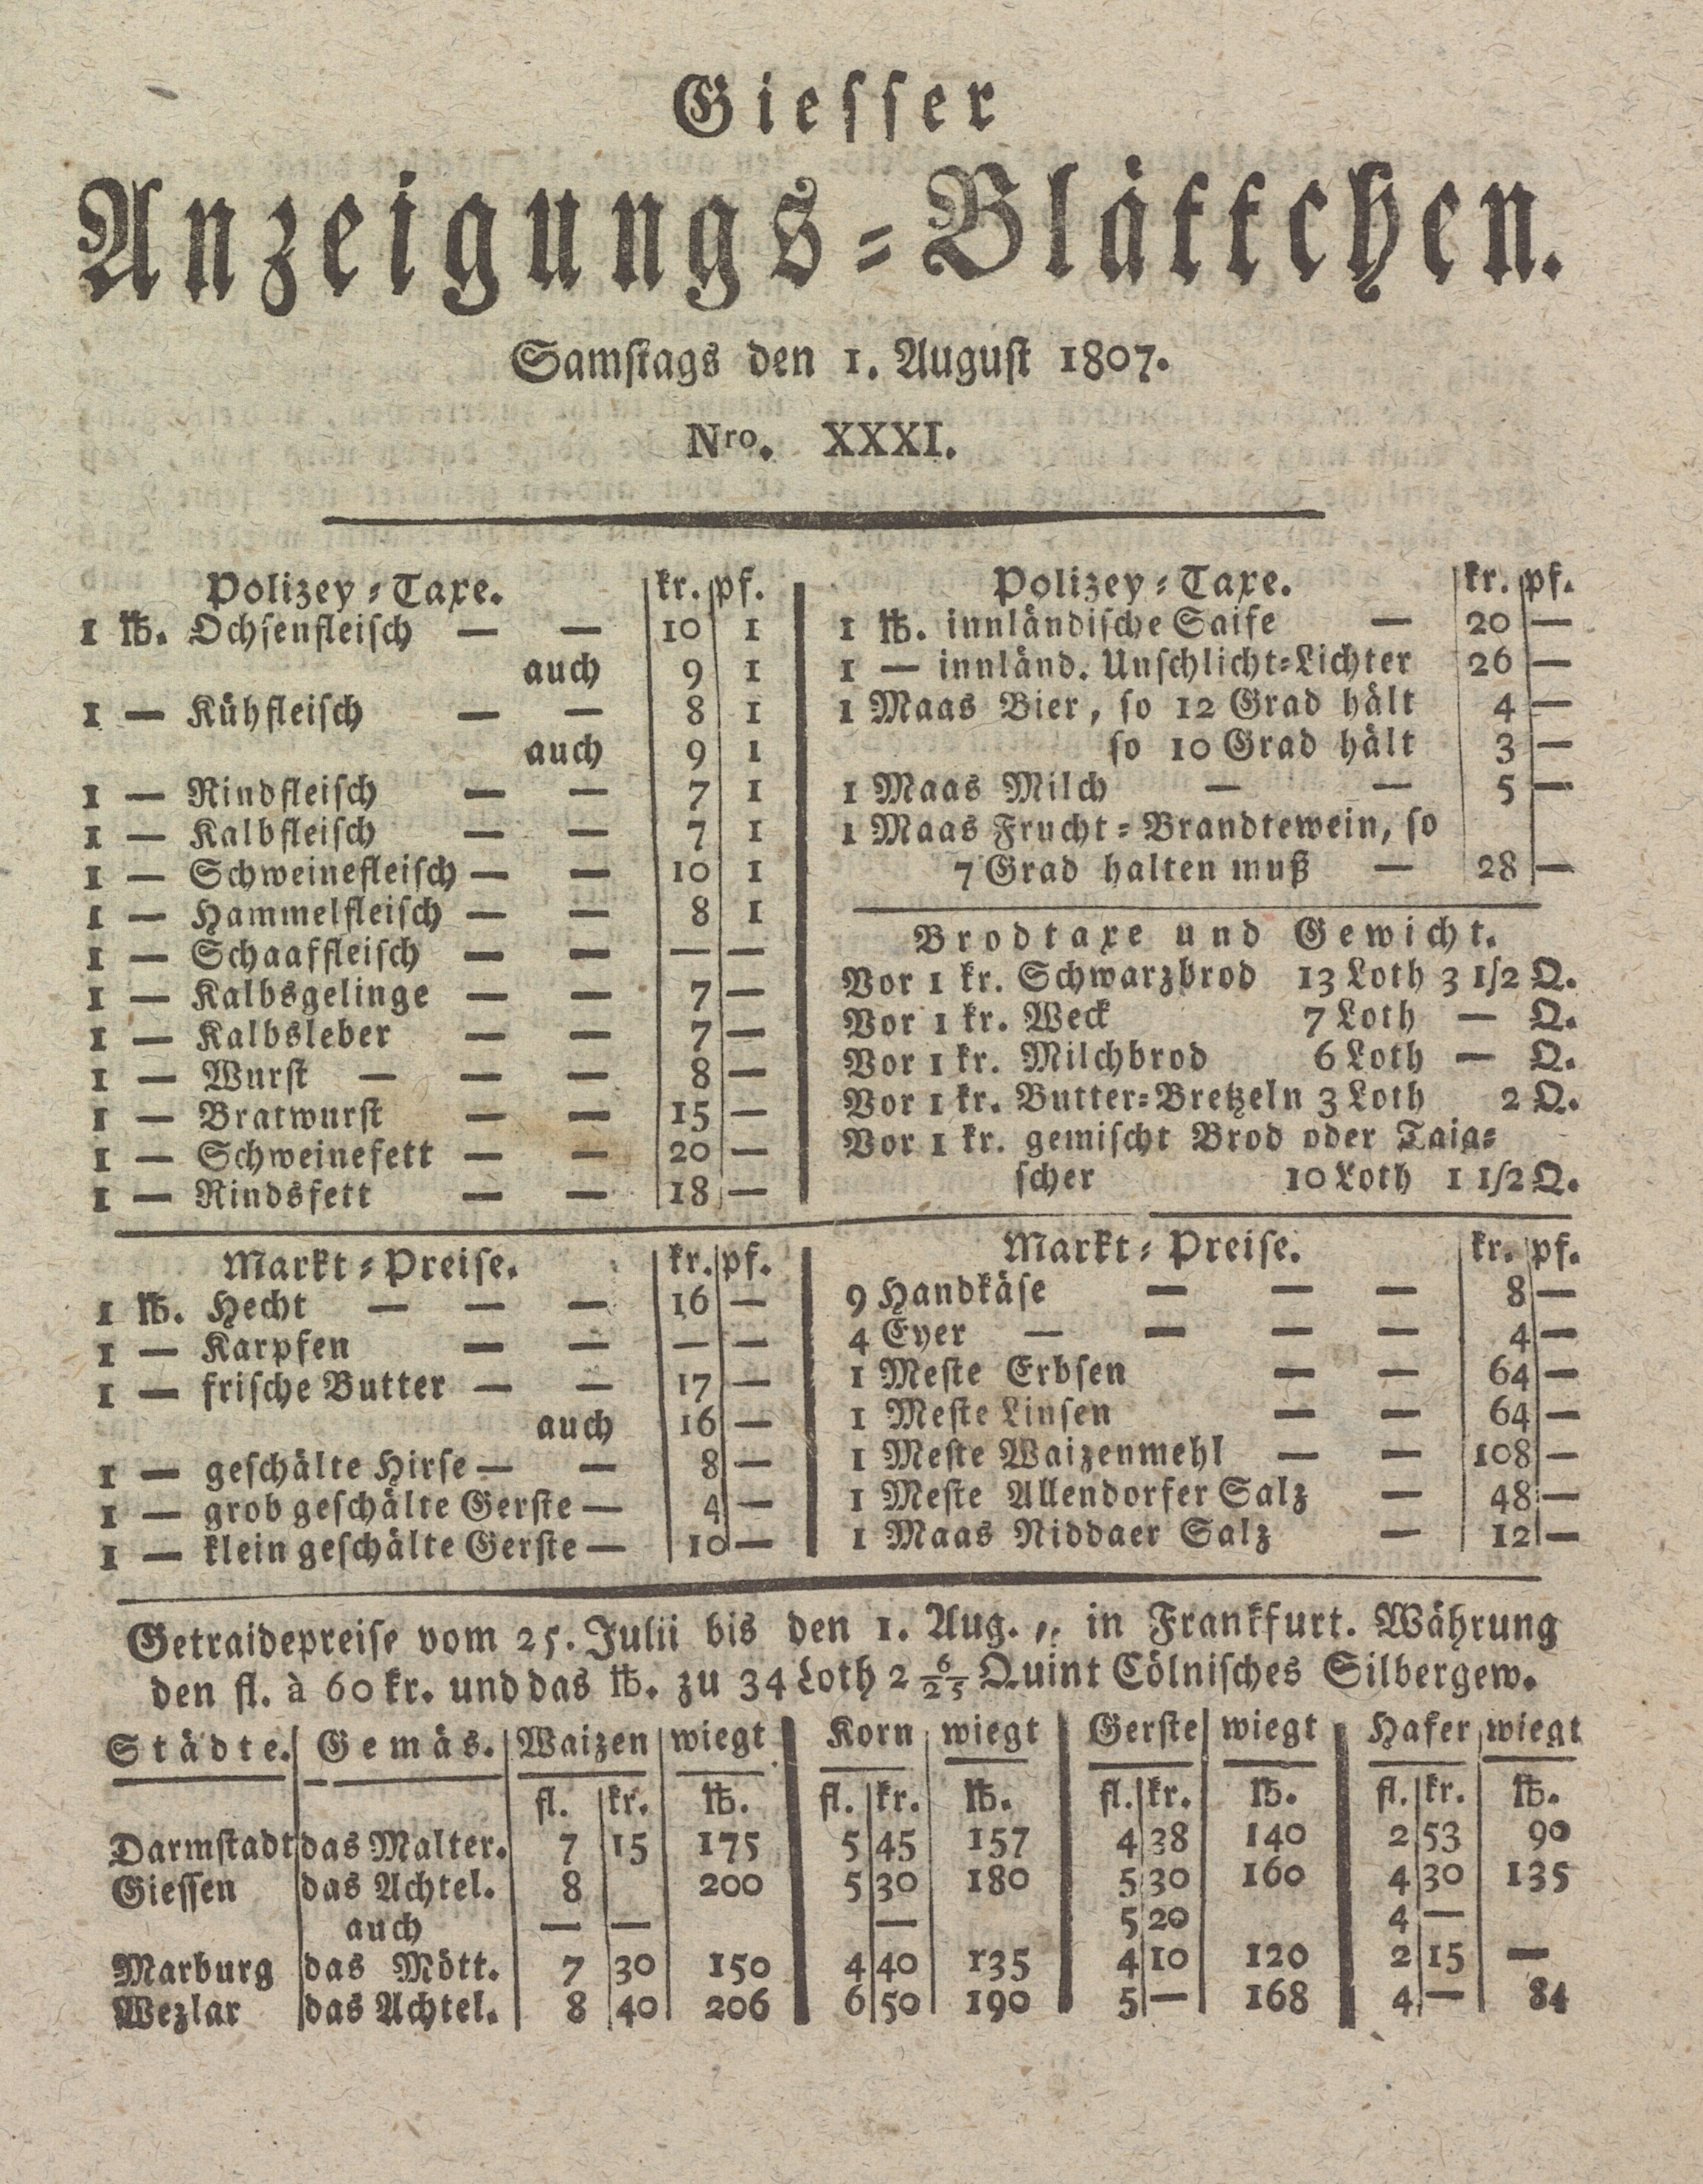 Giesser
Anzeigungs-Blättchen.
Samstags den 1. August 1807.
Nro. XXXI.
Polizey-Taxe. kr. pf.
1 ℔. Ochsenfleisch — — 10 1
auch 9 1
1 — Kühfleisch — — 8 1
auch 9 1
1 — Rindfleisch — — 7 1
1 — Kalbfleisch — — 7 1
1 — Schweinefleisch — — 10 1
1 — Hammelfleisch — — 8 1
1 — Schaaffleisch — — — —
1 — Kalbsgelinge — — 7 —
1 — Kalbsleber — — 7 —
1 — Wurst — — — 8 —
1 — Bratwurst — — 15 —
1 — Schweinefett — — 20 —
1 — Rindsfett — — 18 —
Polizey-Taxe. kr. pf.
1 ℔. innländische Saife — 20 —
1 — innländ. Unschlicht-Lichter 26 —
1 Maas Bier, so 12 Grad hält 4 —
so 10 Grad hält 3 —
1 Maas Milch — — 5 —
1 Maas Frucht-Brandtewein, so
7 Grad halten muß — 28 —
Brodtaxe und Gewicht.
Vor 1 kr. Schwarzbrod 13 Loth 3 1/2 Q.
Vor 1 kr. Weck 7 Loth — Q.
Vor 1 kr. Milchbrod 6 Loth — Q.
Vor 1 kr. Butter-Bretzeln 3 Loth 2 Q.
Vor 1 kr. gemischt Brod oder Taig-
scher 10 Loth 1 1/2 Q.
Markt-Preise. kr. pf.
1 ℔. Hecht — — — 16 —
1 — Karpfen — — — —
1 — frische Butter — — 17 —
auch 16 —
1 — geschälte Hirse — — 8 —
1 — grob geschälte Gerste — 4 —
1 — klein geschälte Gerste — 10 —
Markt-Preise. kr. pf.
9 Handkäse — — — 8 —
4 Eyer — — — — 4 —
1 Meste Erbsen — — 64 —
1 Meste Linsen — — 64 —
1 Meste Waizenmehl — — 108 —
1 Meste Allendorfer Salz — 48 —
1 Maas Niddaer Salz — 12 —
Getraidepreise vom 25. Julii bis den 1. Aug. „ in Frankfurt. Währung
den fl. à 60 kr. und das ℔. zu 34 Loth 2 6/25 Quint Cölnisches Silbergew.
Städte. Gemäs. Waizen wiegt Korn wiegt Gerste wiegt Hafer wiegt
fl. kr. ℔. fl. kr. ℔. fl. kr. ℔. fl. kr. ℔.
Darmstadt das Malter. 7 15 175 5 45 157 4 38 140 2 53 90
Giessen das Achtel. 8 200 5 30 180 5 30 160 4 30 135
auch — — — 5 20 4 —
Marburg das Mött. 7 30 150 4 40 135 4 10 120 2 15 —
Wezlar das Achtel. 8 40 206 6 50 190 5 — 168 4 — 84